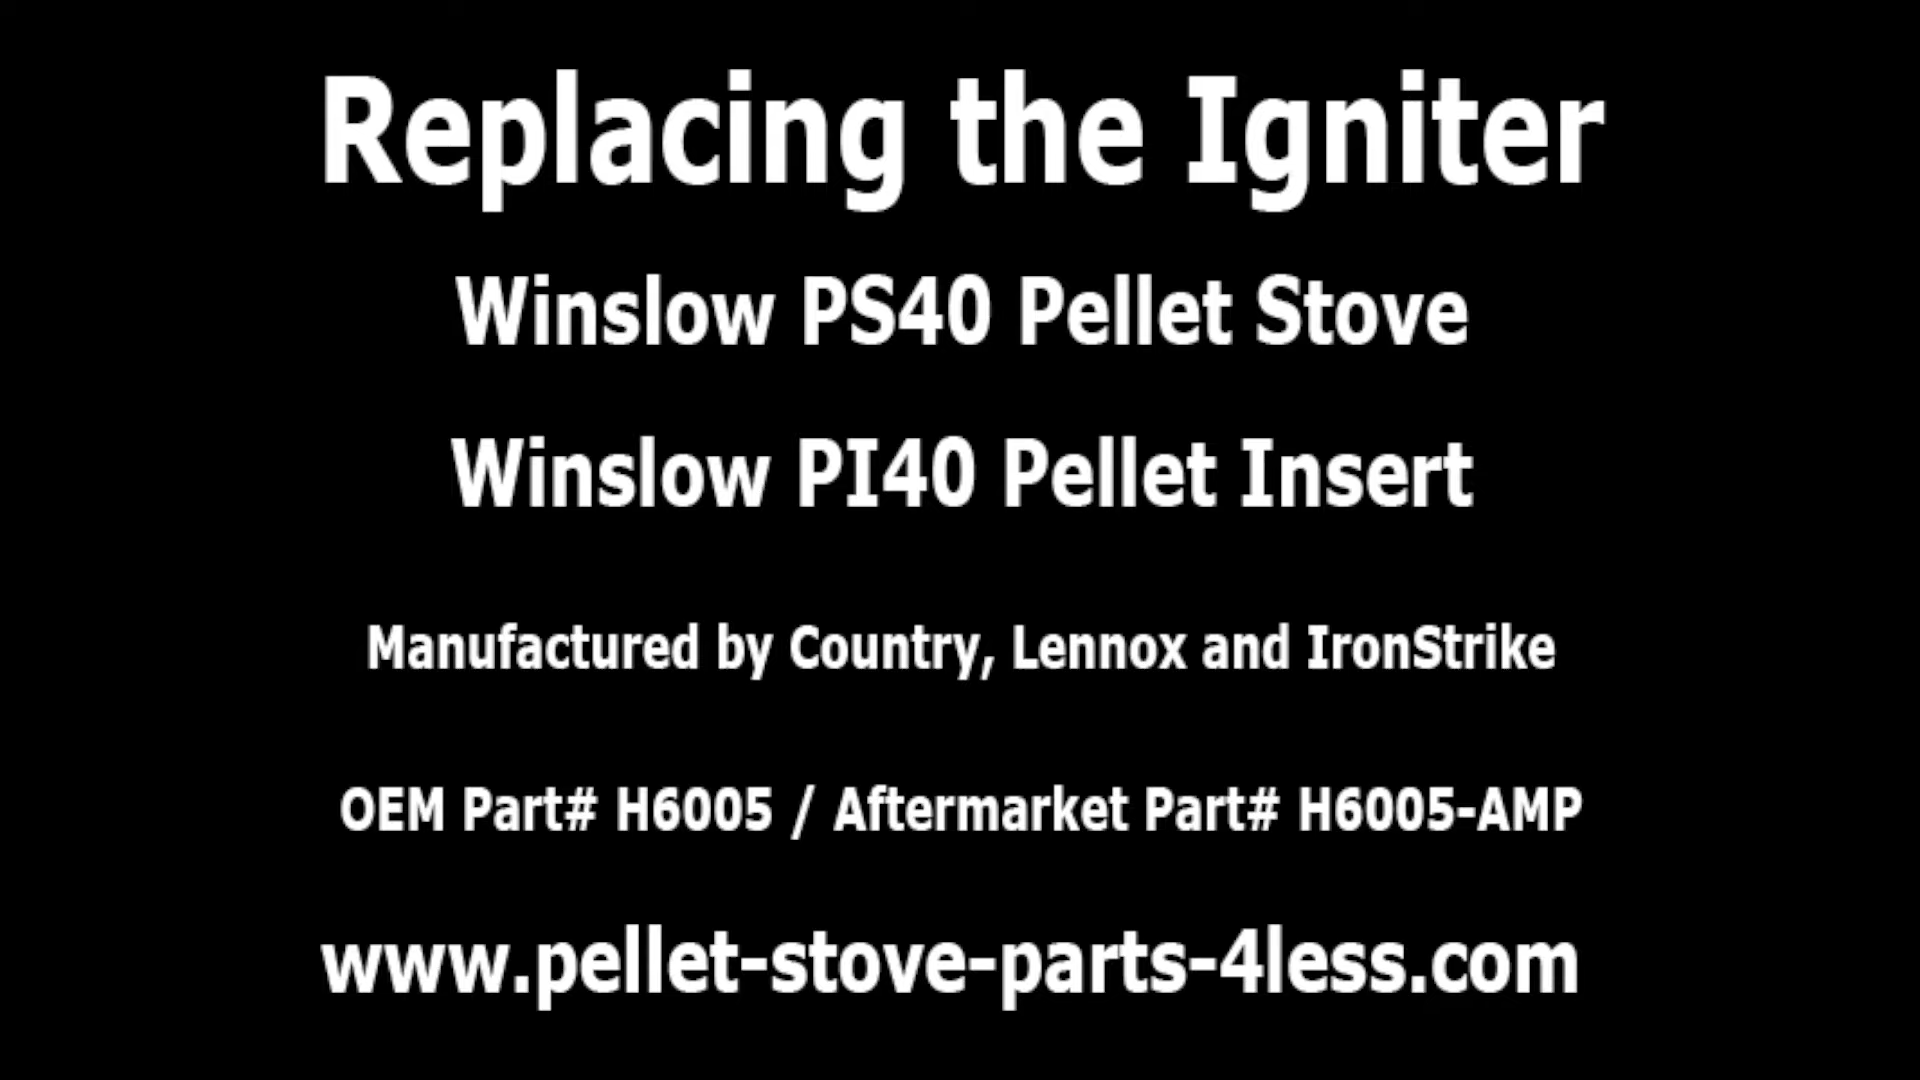 Replacing the Igniter
Winslow PS40 Pellet Stove
Winslow PI40 Pellet Insert
Manufactured by Country, Lennox and IronStrike
OEM Part# H6005 / Aftermarket Part# H6005-AMP
www.pellet-stove-parts-4less.com